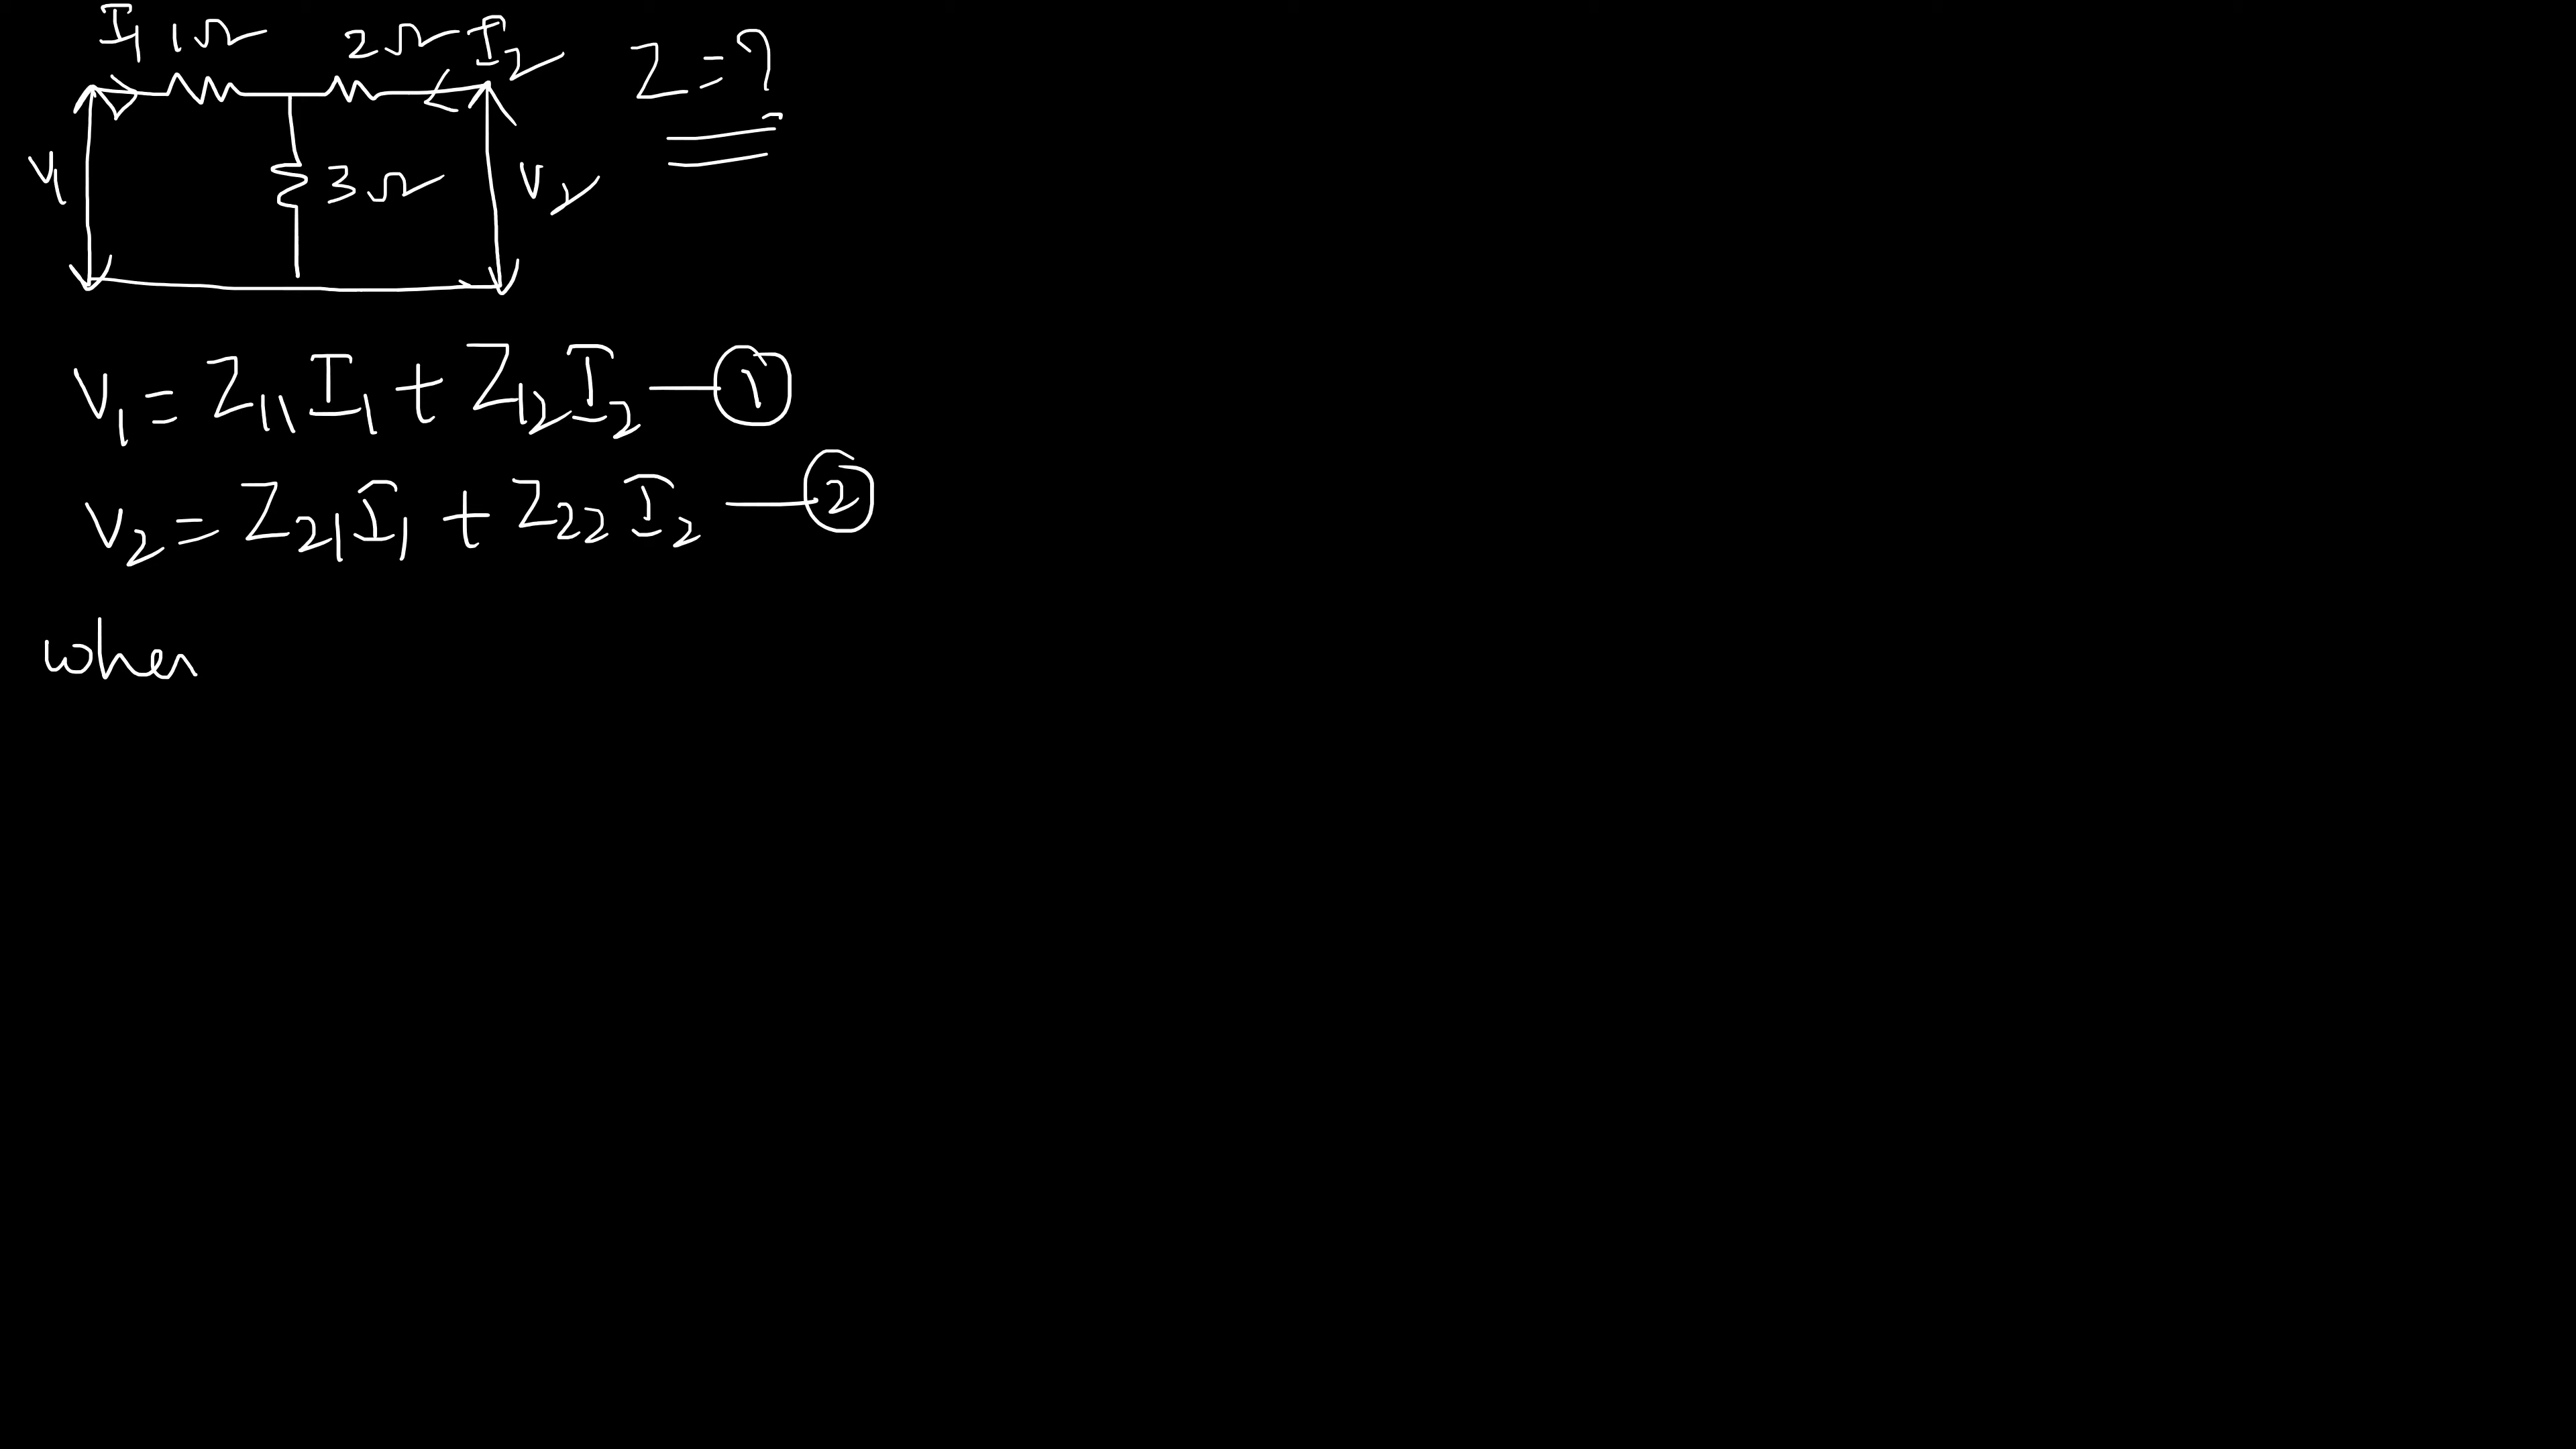 I1 1Ω 2Ω I2 Z=?
V1 3Ω V2
V1 = Z11 I1 + Z12 I2 — ①
V2 = Z21 I1 + Z22 I2 — ②
when